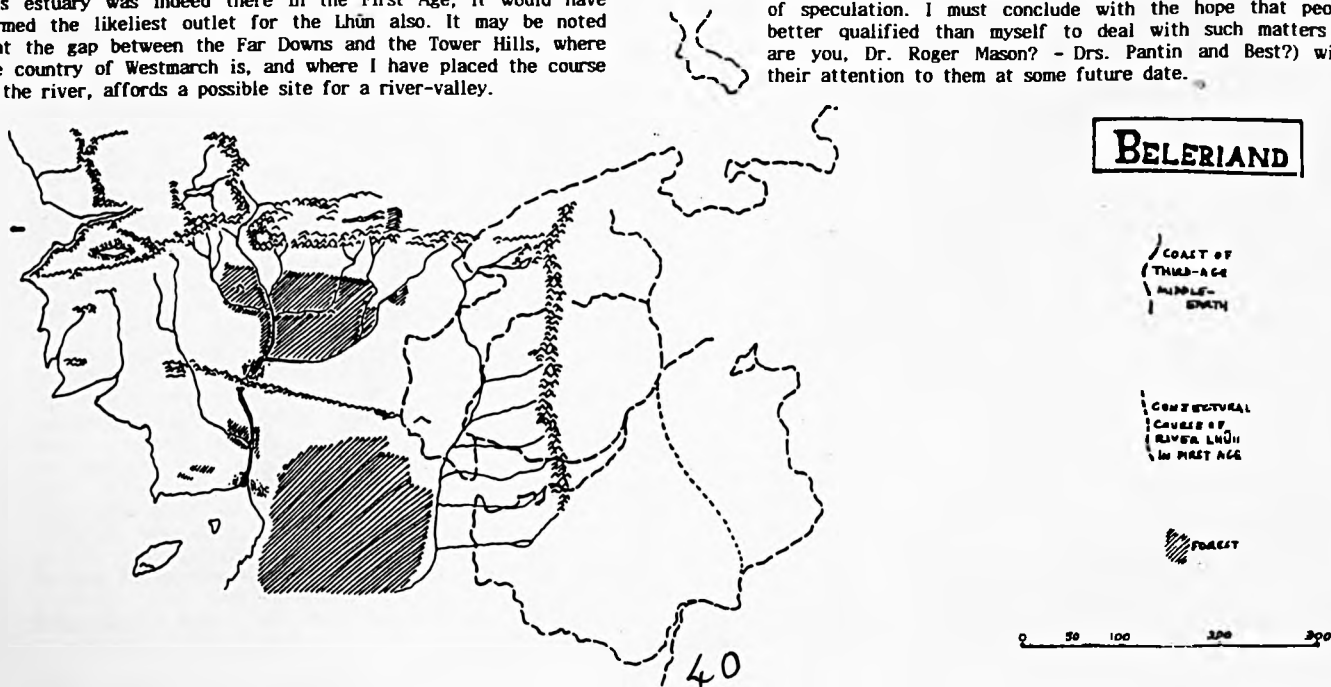 s estuary was indeed there in the First Age, it would have
rmed the likeliest outlet for the Lhûn also. It may be noted
at the gap between the Far Downs and the Tower Hills, where
e country of Westmarch is, and where I have placed the course
the river, affords a possible site for a river-valley.
of speculation. I must conclude with the hope that peo
better qualified than myself to deal with such matters
are you, Dr. Roger Mason? - Drs. Pantin and Best?) wi
their attention to them at some future date.
BELERIAND
COAST OF
THIRD-AGE
MIDDLE-
EARTH
CONJECTURAL
COURSE OF
RIVER LHÛN
IN FIRST AGE
FOREST
0 50 100 200 300
40